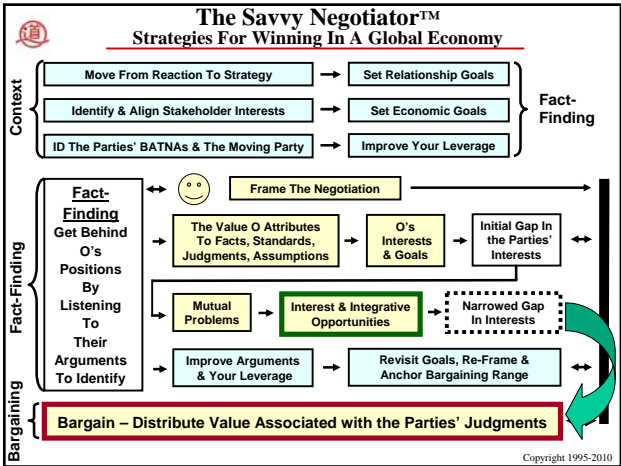 The Savvy Negotiator™
Strategies For Winning In A Global Economy
道
Context
Move From Reaction To Strategy
Set Relationship Goals
Identify & Align Stakeholder Interests
Set Economic Goals
ID The Parties' BATNAs & The Moving Party
Improve Your Leverage
Fact-
Finding
Fact-Finding
Fact-
Finding
Get Behind
O's
Positions
By
Listening
To
Their
Arguments
To Identify
Frame The Negotiation
The Value O Attributes
To Facts, Standards,
Judgments, Assumptions
O's
Interests
& Goals
Initial Gap In
the Parties'
Interests
Mutual
Problems
Interest & Integrative
Opportunities
Narrowed Gap
In Interests
Improve Arguments
& Your Leverage
Revisit Goals, Re-Frame &
Anchor Bargaining Range
Bargaining
Bargain – Distribute Value Associated with the Parties' Judgments
Copyright 1995-2010